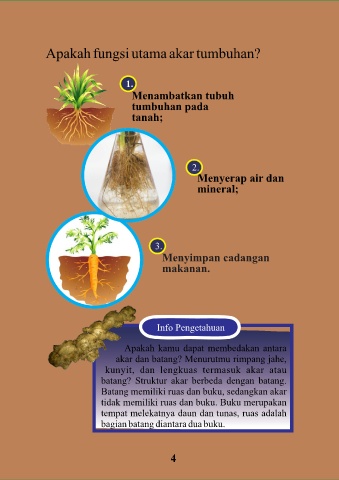 Apakah fungsi utama akar tumbuhan?
1.
Menambatkan tubuh
tumbuhan pada
tanah;
2.
Menyerap air dan
mineral;
3.
Menyimpan cadangan
makanan.
Info Pengetahuan
Apakah kamu dapat membedakan antara
akar dan batang? Menurutmu rimpang jahe,
kunyit, dan lengkuas termasuk akar atau
batang? Struktur akar berbeda dengan batang.
Batang memiliki ruas dan buku, sedangkan akar
tidak memiliki ruas dan buku. Buku merupakan
tempat melekatnya daun dan tunas, ruas adalah
bagian batang diantara dua buku.
4